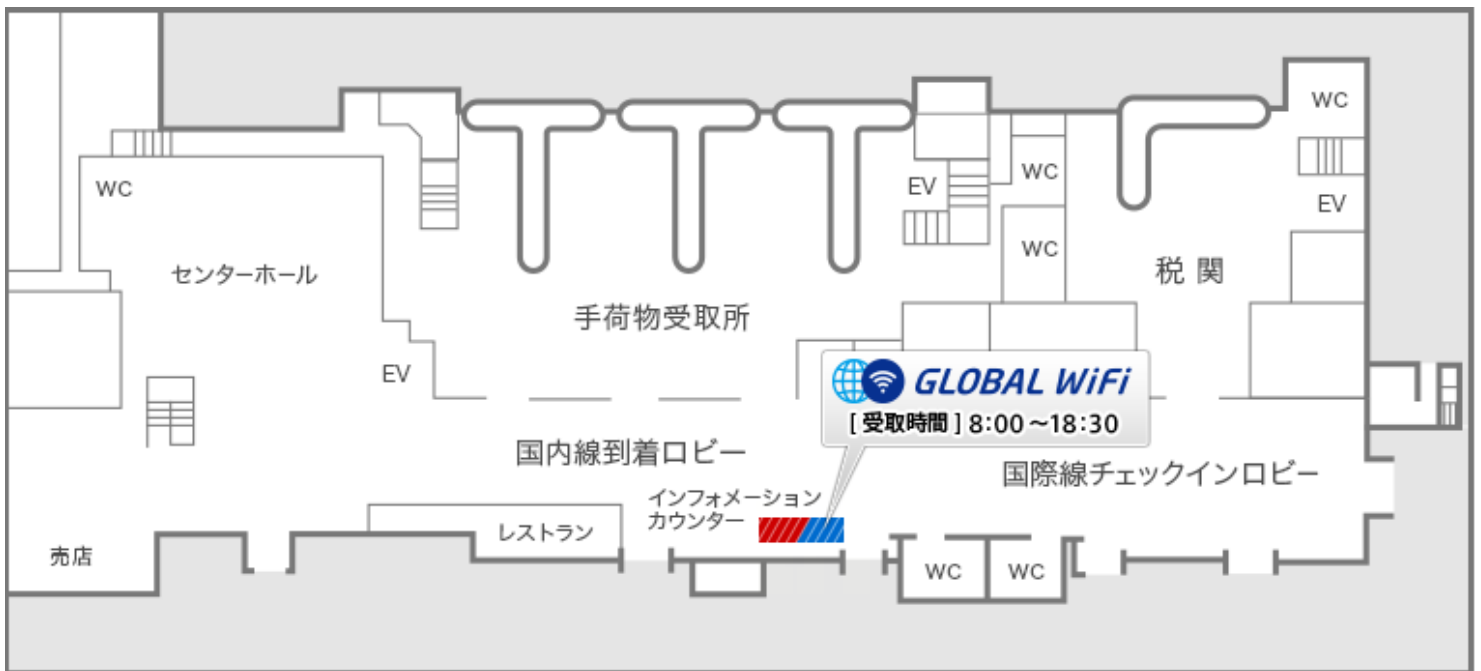 WC
WC
EV
WC
WC
EV
WC
センターホール
税関
手荷物受取所
EV
GLOBAL WiFi
[受取時間] 8:00～18:30
国内線到着ロビー
国際線チェックインロビー
インフォメーション
カウンター
レストラン
売店
WC
WC